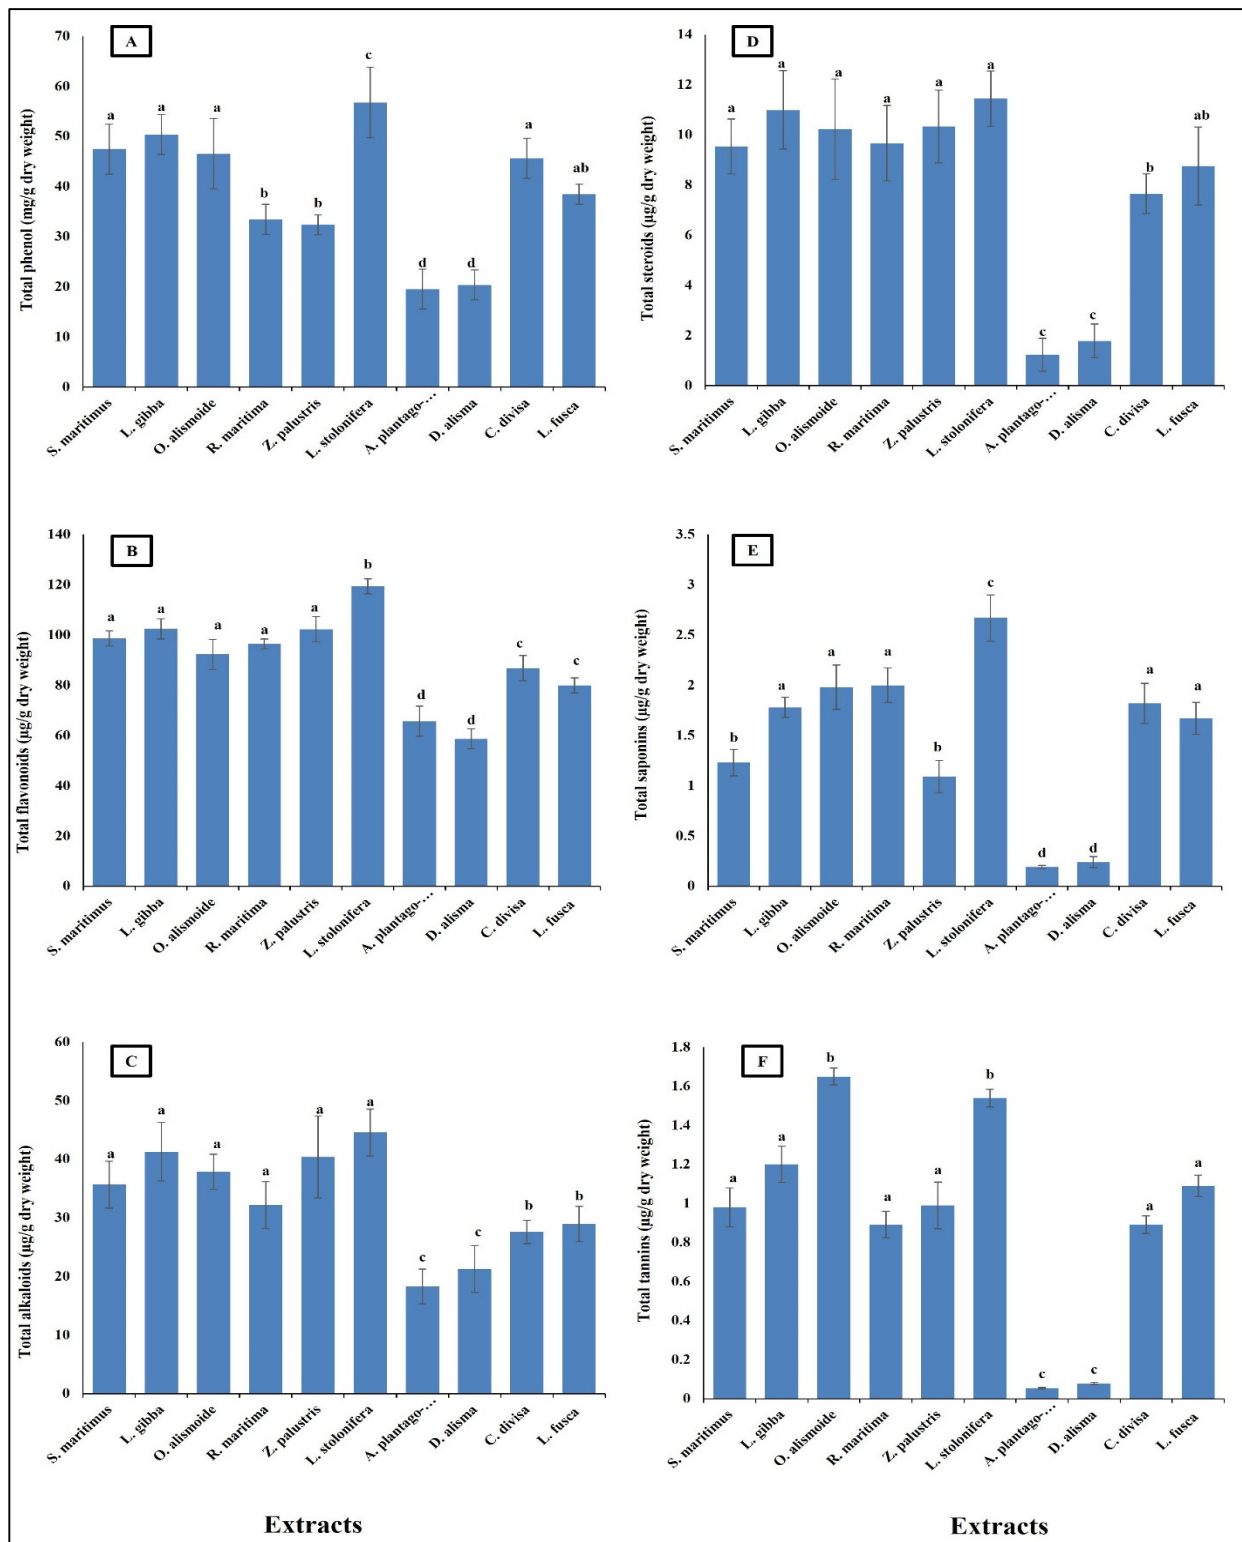 A
Total phenol (mg/g dry weight)
70
60
50
40
30
20
10
0
a
a
a
b
b
c
d
d
a
ab
S. maritimus
L. gibba
O. alismoide
R. maritima
Z. palustris
L. stolonifera
A. plantago-…
D. alisma
C. divisa
L. fusca
D
Total steroids (µg/g dry weight)
14
12
10
8
6
4
2
0
a
a
a
a
a
a
c
c
b
ab
S. maritimus
L. gibba
O. alismoide
R. maritima
Z. palustris
L. stolonifera
A. plantago-…
D. alisma
C. divisa
L. fusca
B
Total flavonoids (µg/g dry weight)
140
120
100
80
60
40
20
0
a
a
a
a
a
b
d
d
c
c
S. maritimus
L. gibba
O. alismoide
R. maritima
Z. palustris
L. stolonifera
A. plantago-…
D. alisma
C. divisa
L. fusca
E
Total saponins (µg/g dry weight)
3.5
3
2.5
2
1.5
1
0.5
0
b
a
a
a
b
c
d
d
a
a
S. maritimus
L. gibba
O. alismoide
R. maritima
Z. palustris
L. stolonifera
A. plantago-…
D. alisma
C. divisa
L. fusca
C
Total alkaloids (µg/g dry weight)
60
50
40
30
20
10
0
a
a
a
a
a
a
c
c
b
b
S. maritimus
L. gibba
O. alismoide
R. maritima
Z. palustris
L. stolonifera
A. plantago-…
D. alisma
C. divisa
L. fusca
Extracts
F
Total tannins (µg/g dry weight)
1.8
1.6
1.4
1.2
1
0.8
0.6
0.4
0.2
0
a
a
b
a
a
b
c
c
a
a
S. maritimus
L. gibba
O. alismoide
R. maritima
Z. palustris
L. stolonifera
A. plantago-…
D. alisma
C. divisa
L. fusca
Extracts